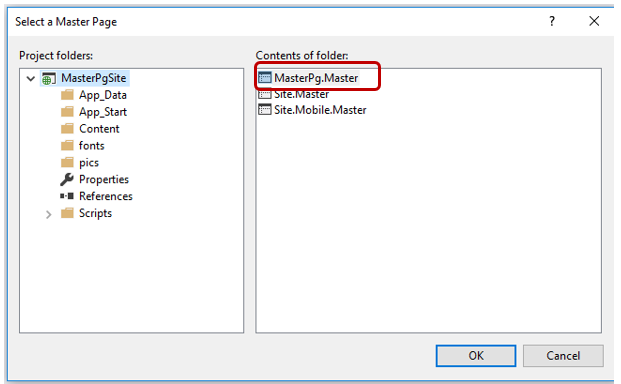 Select a Master Page
?
Project folders:
Contents of folder:
MasterPgSite
App_Data
App_Start
Content
fonts
pics
Properties
References
Scripts
MasterPg.Master
Site.Master
Site.Mobile.Master
OK
Cancel